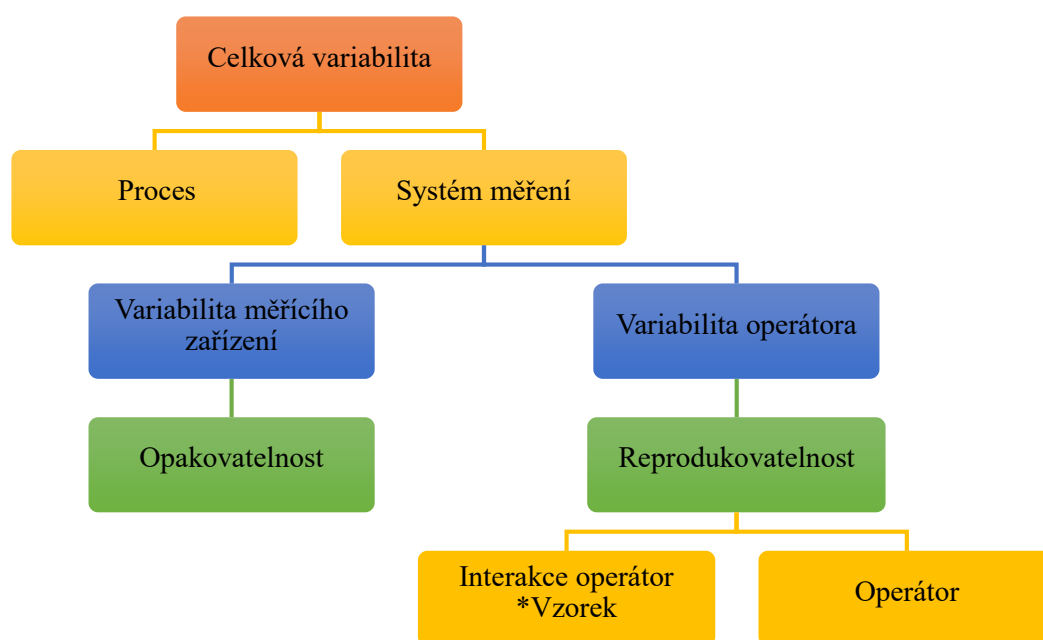 Celková variabilita
Proces
Systém měření
Variabilita měřícího
zařízení
Variabilita operátora
Opakovatelnost
Reprodukovatelnost
Interakce operátor
*Vzorek
Operátor